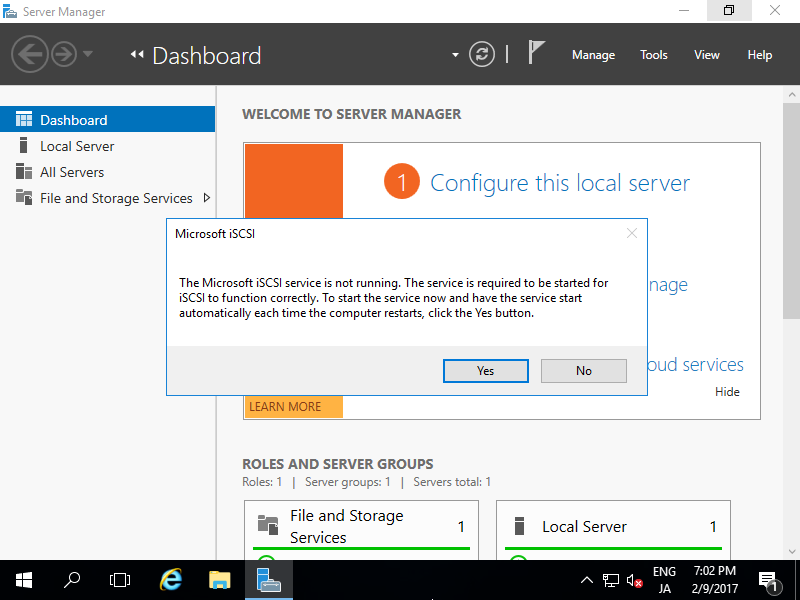 Server Manager
Dashboard
Manage
Tools
View
Help
Dashboard
Local Server
All Servers
File and Storage Services
WELCOME TO SERVER MANAGER
1
Configure this local server
nage
oud services
Hide
LEARN MORE
Microsoft iSCSI
The Microsoft iSCSI service is not running. The service is required to be started for
iSCSI to function correctly. To start the service now and have the service start
automatically each time the computer restarts, click the Yes button.
Yes
No
ROLES AND SERVER GROUPS
Roles: 1 | Server groups: 1 | Servers total: 1
File and Storage
Services
1
Local Server
1
ENG
JA
7:02 PM
2/9/2017
1